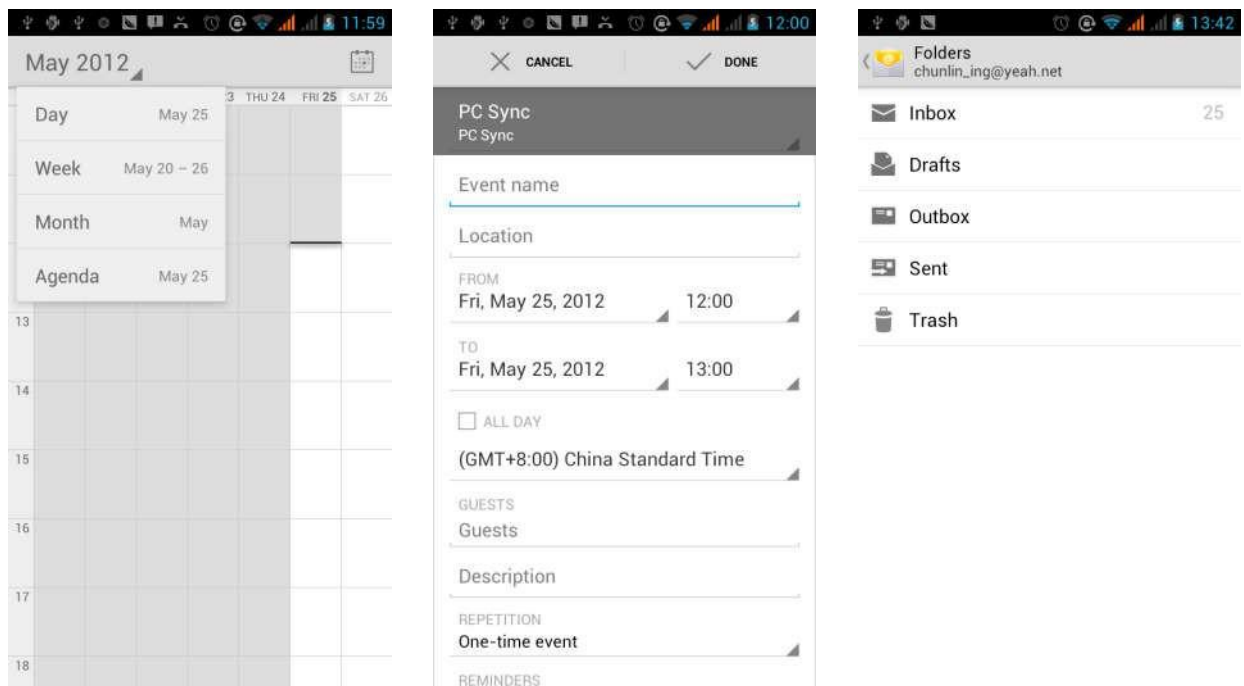 11:59
May 2012
3 THU 24 FRI 25 SAT 26
Day May 25
Week May 20 – 26
Month May
Agenda May 25
13
14
15
16
17
18
12:00
CANCEL DONE
PC Sync
PC Sync
Event name
Location
FROM
Fri, May 25, 2012 12:00
TO
Fri, May 25, 2012 13:00
ALL DAY
(GMT+8:00) China Standard Time
GUESTS
Guests
Description
REPETITION
One-time event
REMINDERS
13:42
Folders
chunlin_ing@yeah.net
Inbox 25
Drafts
Outbox
Sent
Trash